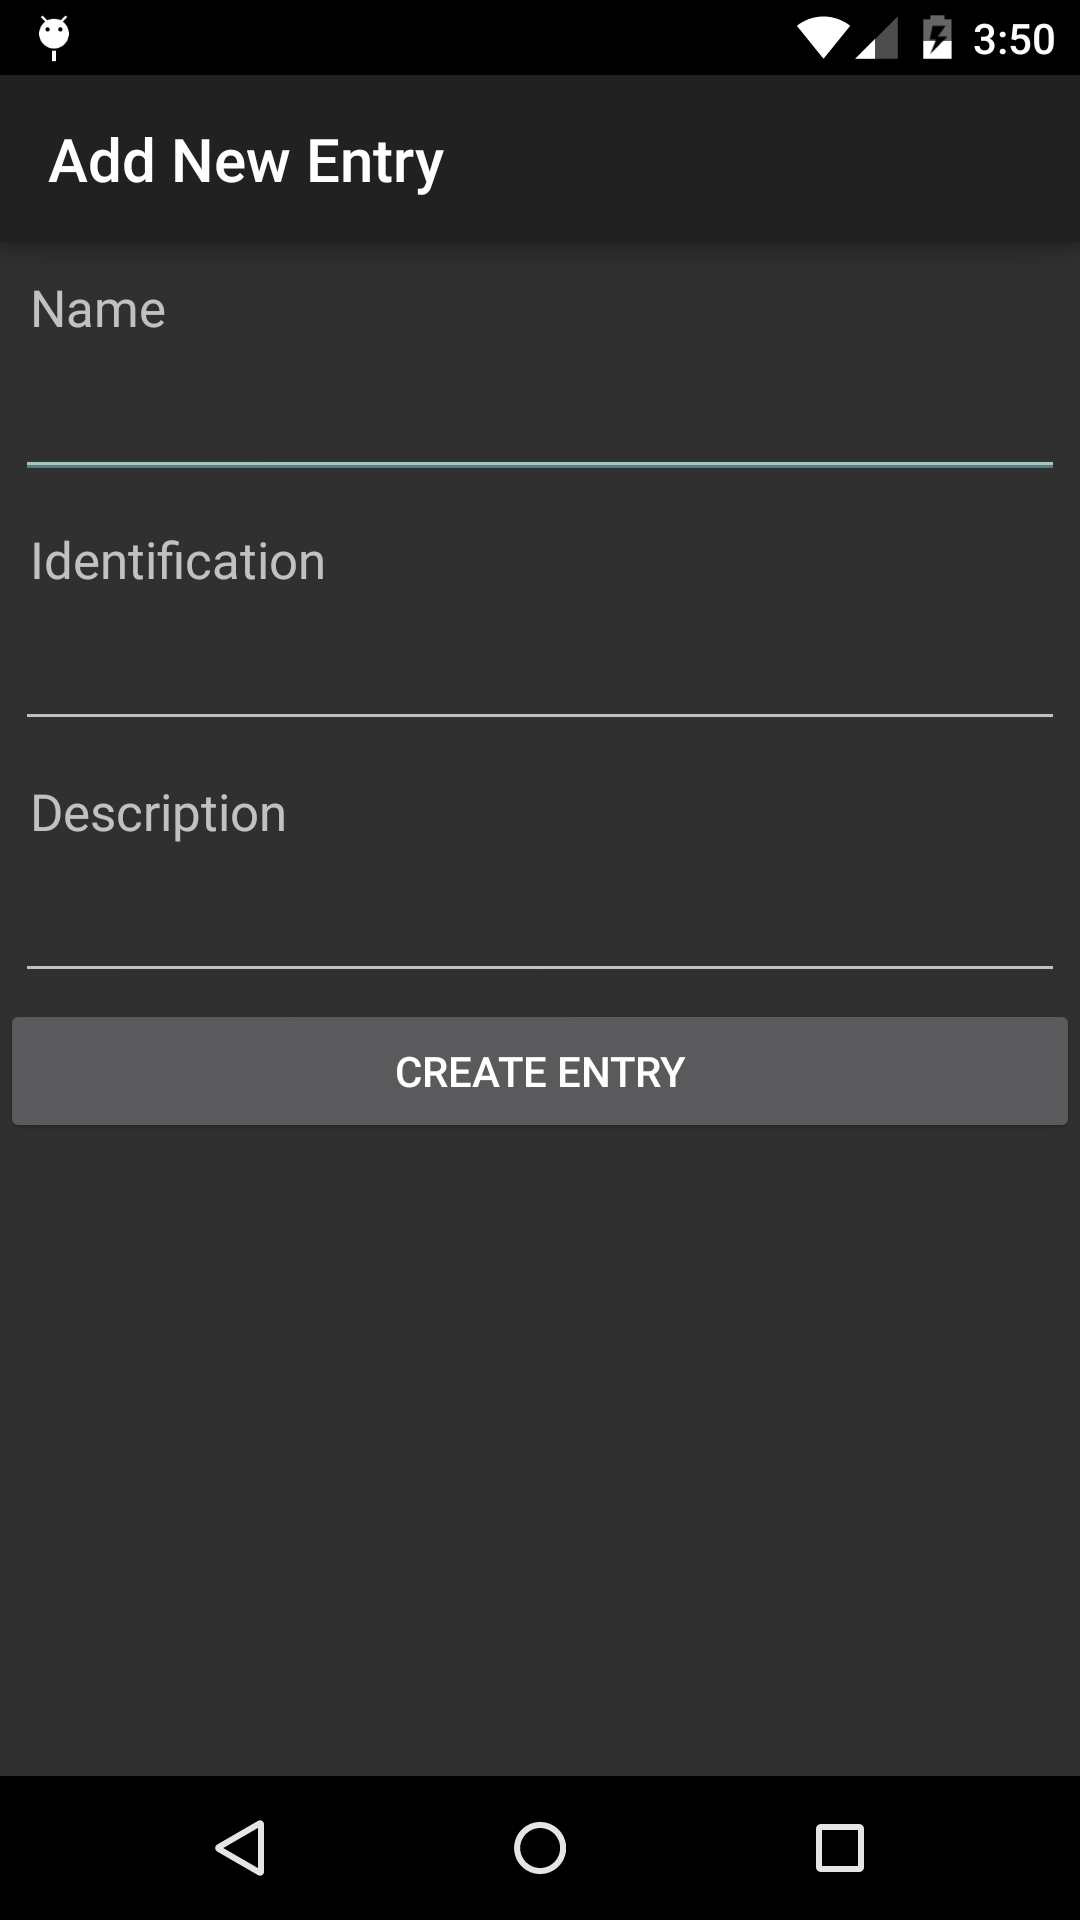 3:50
Add New Entry
Name
Identification
Description
CREATE ENTRY